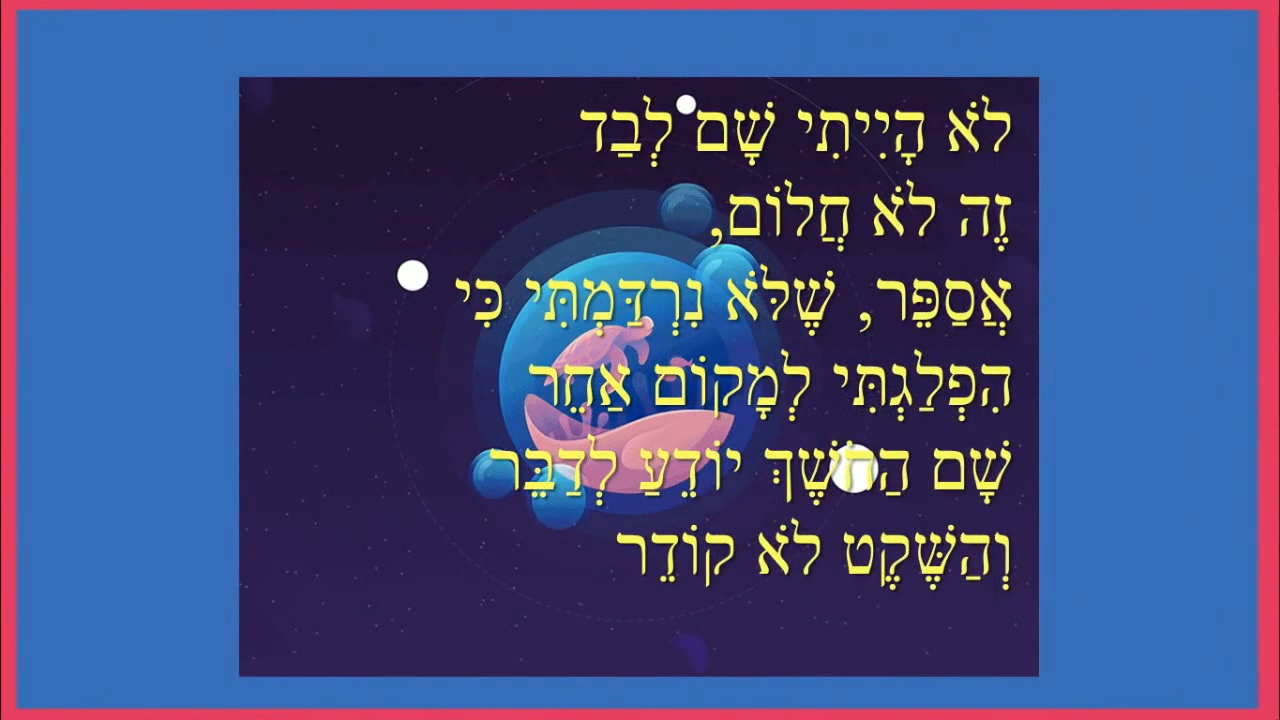 לֹא הָיִיתִי שָׁם לְבַד
זֶה לֹא חֲלוֹם,
אֲסַפֵּר, שֶׁלֹּא נִרְדַּמְתִּי כִּי
הִפְלַגְתִּי לְמָקוֹם אַחֵר
שָׁם הַחֹשֶׁךְ יוֹדֵעַ לְדַבֵּר
וְהַשֶּׁקֶט לֹא קוֹדֵר